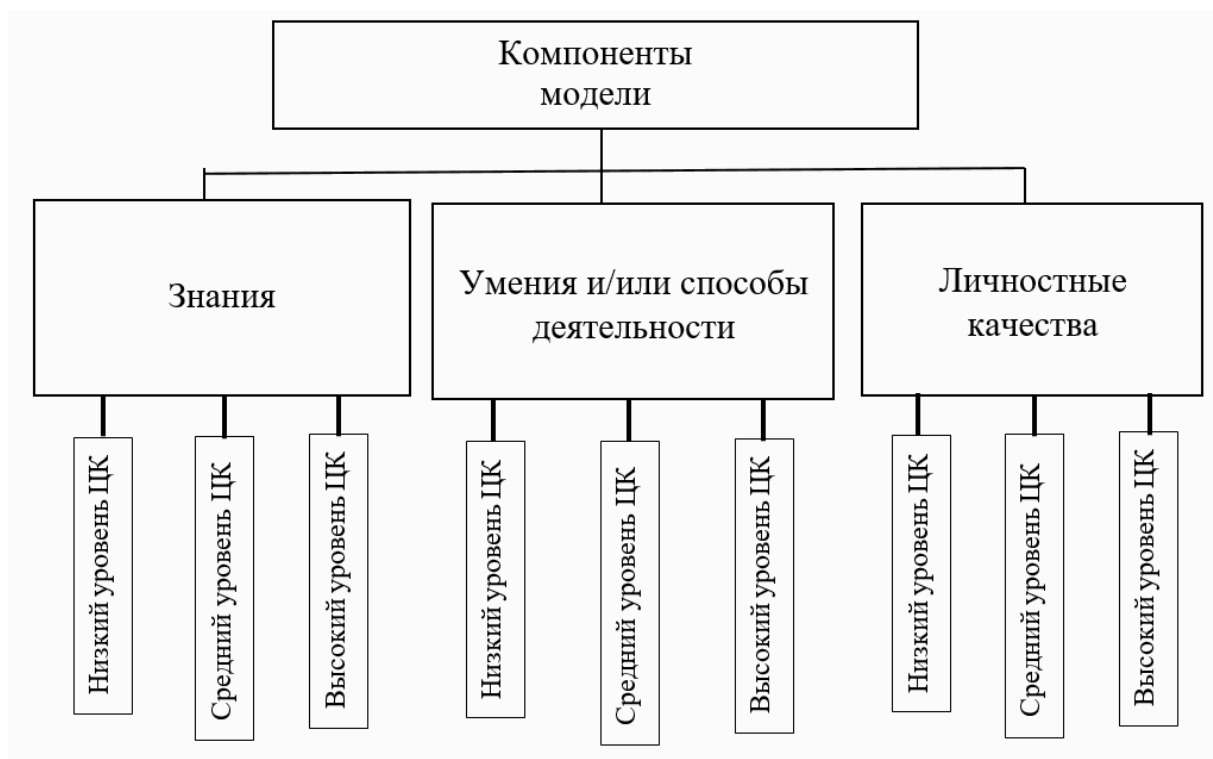 Компоненты
модели
Знания
Умения и/или способы
деятельности
Личностные
качества
Низкий уровень ЦК
Средний уровень ЦК
Высокий уровень ЦК
Низкий уровень ЦК
Средний уровень ЦК
Высокий уровень ЦК
Низкий уровень ЦК
Средний уровень ЦК
Высокий уровень ЦК